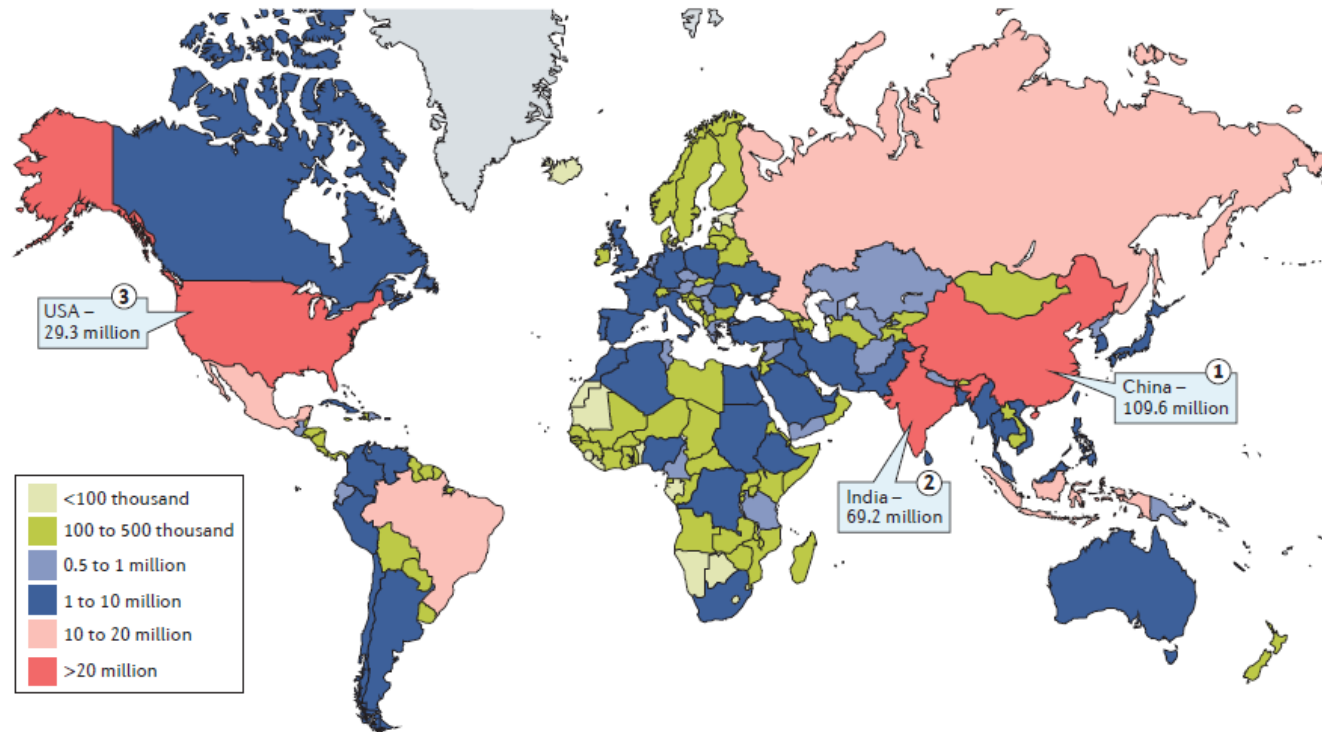 3
USA –
29.3 million
1
China –
109.6 million
2
India –
69.2 million
<100 thousand
100 to 500 thousand
0.5 to 1 million
1 to 10 million
10 to 20 million
>20 million